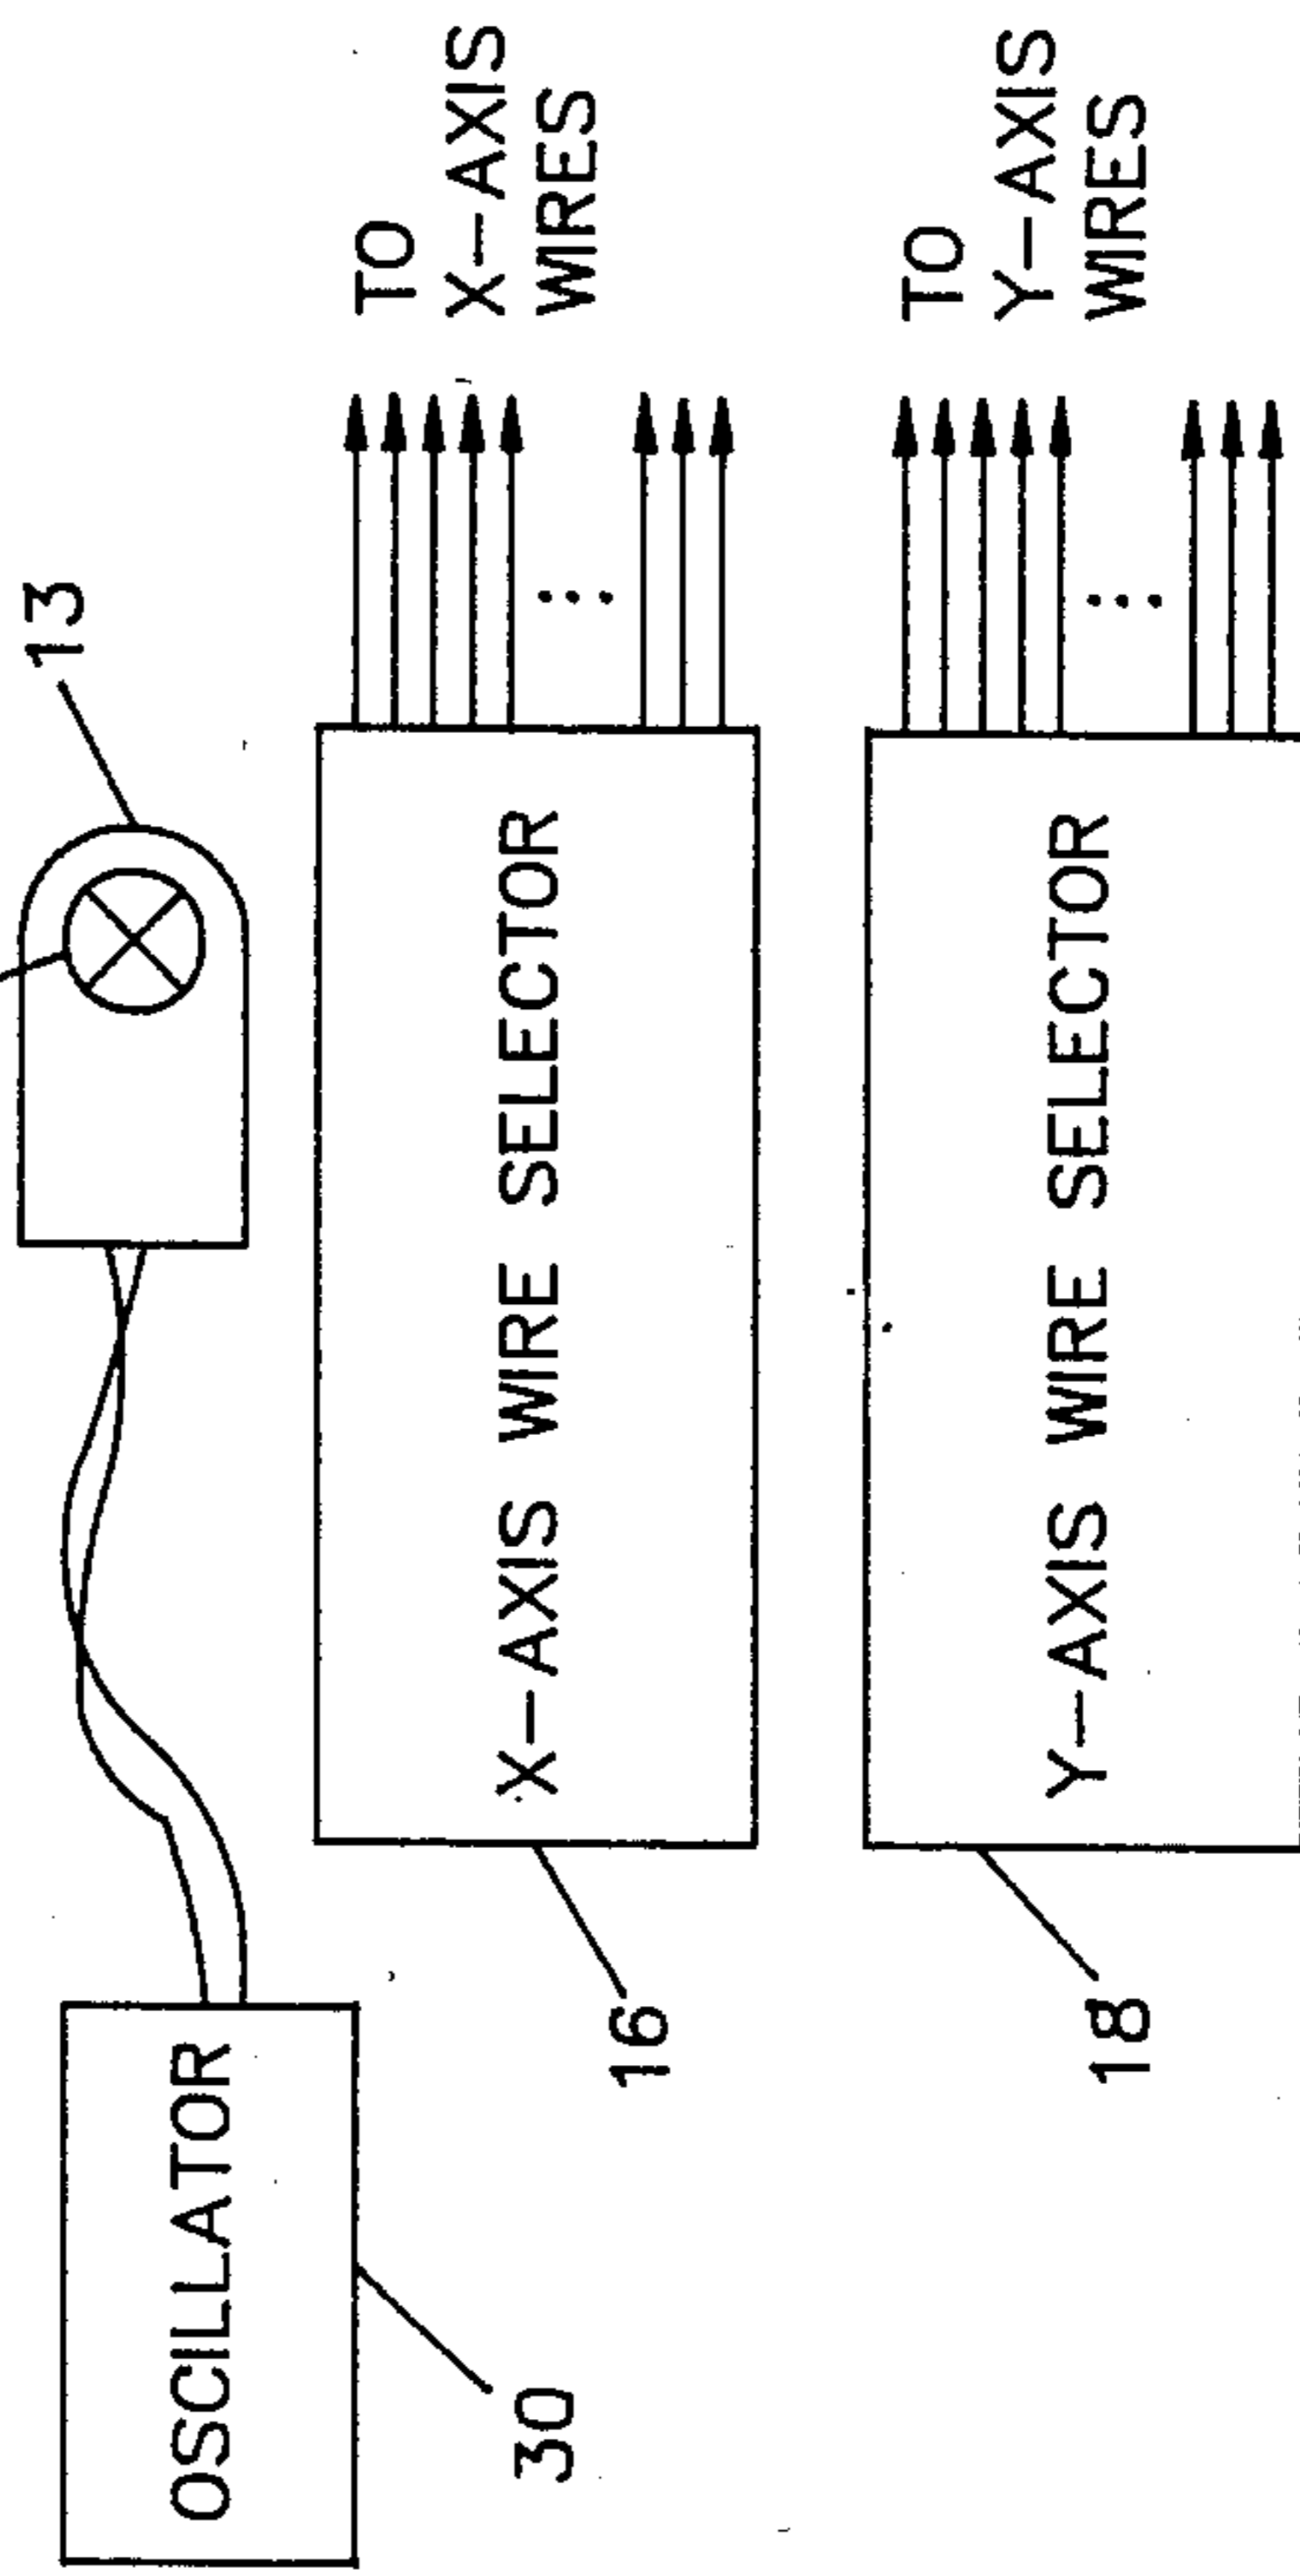 13
OSCILLATOR
30
X-AXIS WIRE SELECTOR
16
TO
X-AXIS
WIRES
Y-AXIS WIRE SELECTOR
18
TO
Y-AXIS
WIRES